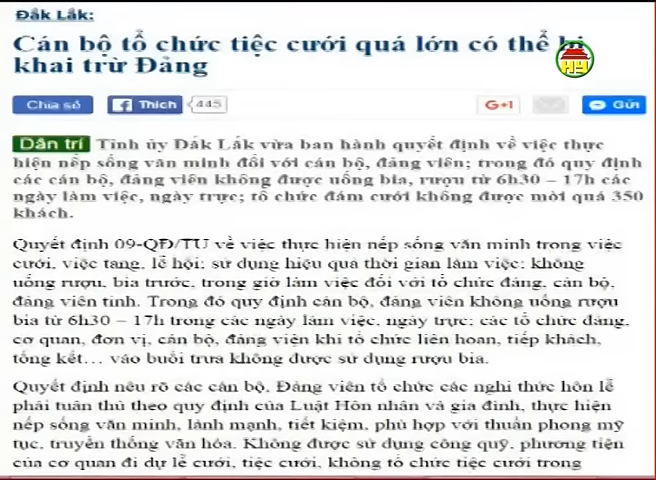 Đắk Lắk:
Cán bộ tổ chức tiệc cưới quá lớn có thể bị
khai trừ Đảng
Chia sẻ
Thích
445
G+1
Gửi
HY
Dân trí Tỉnh ủy Đắk Lắk vừa ban hành quyết định về việc thực
hiện nếp sống văn minh đối với cán bộ, đảng viên; trong đó quy định
các cán bộ, đảng viên không được uống bia, rượu từ 6h30 – 17h các
ngày làm việc, ngày trực; tổ chức đám cưới không được mời quá 350
khách.
Quyết định 09-QĐ/TU về việc thực hiện nếp sống văn minh trong việc
cưới, việc tang, lễ hội; sử dụng hiệu quả thời gian làm việc; không
uống rượu, bia trước, trong giờ làm việc đối với tổ chức đảng, cán bộ,
đảng viên tỉnh. Trong đó quy định cán bộ, đảng viên không uống rượu
bia từ 6h30 – 17h trong các ngày làm việc, ngày trực; các tổ chức đảng,
cơ quan, đơn vị, cán bộ, đảng viên khi tổ chức liên hoan, tiếp khách,
tổng kết… vào buổi trưa không được sử dụng rượu bia.
Quyết định nêu rõ các cán bộ, Đảng viên tổ chức các nghi thức hôn lễ
phải tuân thủ theo quy định của Luật Hôn nhân và gia đình, thực hiện
nếp sống văn minh, lành mạnh, tiết kiệm, phù hợp với thuần phong mỹ
tục, truyền thống văn hóa. Không được sử dụng công quỹ, phương tiện
của cơ quan đi dự lễ cưới, tiệc cưới, không tổ chức tiệc cưới trong